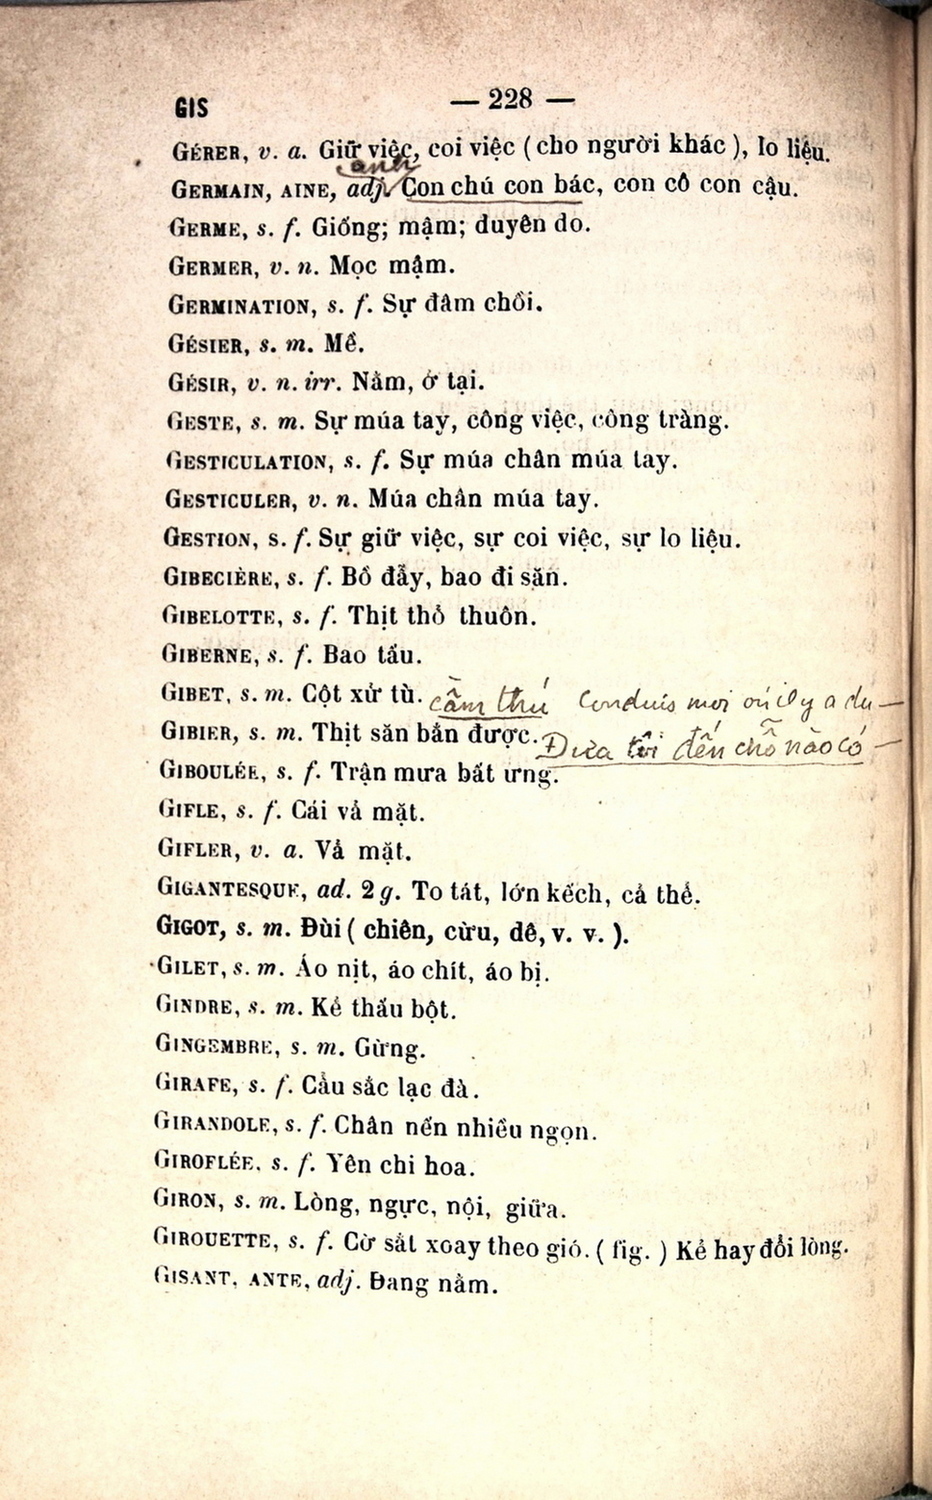 GIS — 228 —
GÉRER, v. a. Giữ việc, coi việc ( cho người khác ), lo liệu.
anh
GERMAIN, AINE, adj. Con chú con bác, con cô con cậu.
GERME, s. f. Giống; mậm; duyên do.
GERMER, v. n. Mọc mậm.
GERMINATION, s. f. Sự đâm chồi.
GÉSIER, s. m. Mề.
GÉSIR, v. n. irr. Nằm, ở tại.
GESTE, s. m. Sự múa tay, công việc, công tràng.
GESTICULATION, s. f. Sự múa chân múa tay.
GESTICULER, v. n. Múa chân múa tay.
GESTION, s. f. Sự giữ việc, sự coi việc, sự lo liệu.
GIBECIÈRE, s. f. Bồ đẫy, bao đi săn.
GIBELOTTE, s. f. Thịt thỏ thuôn.
GIBERNE, s. f. Bao tấu.
GIBET, s. m. Cột xử tù. cầm thú Conduis moi où il y a du —
GIBIER, s. m. Thịt săn bắn được. Đưa tôi đến chỗ nào có —
GIBOULÉE, s. f. Trận mưa bất ưng.
GIFLE, s. f. Cái vả mặt.
GIFLER, v. a. Vả mặt.
GIGANTESQUE, ad. 2 g. To tát, lớn kếch, cả thể.
GIGOT, s. m. Đùi ( chiên, cừu, dê, v. v. ).
GILET, s. m. Áo nịt, áo chít, áo bị.
GINDRE, s. m. Kẻ thấu bột.
GINGEMBRE, s. m. Gừng.
GIRAFE, s. f. Cầu sắc lạc đà.
GIRANDOLE, s. f. Chân nến nhiều ngọn.
GIROFLÉE, s. f. Yên chi hoa.
GIRON, s. m. Lòng, ngực, nội, giữa.
GIROUETTE, s. f. Cờ sắt xoay theo gió. ( fig. ) Kẻ hay đổi lòng.
GISANT, ANTE, adj. Đang nằm.